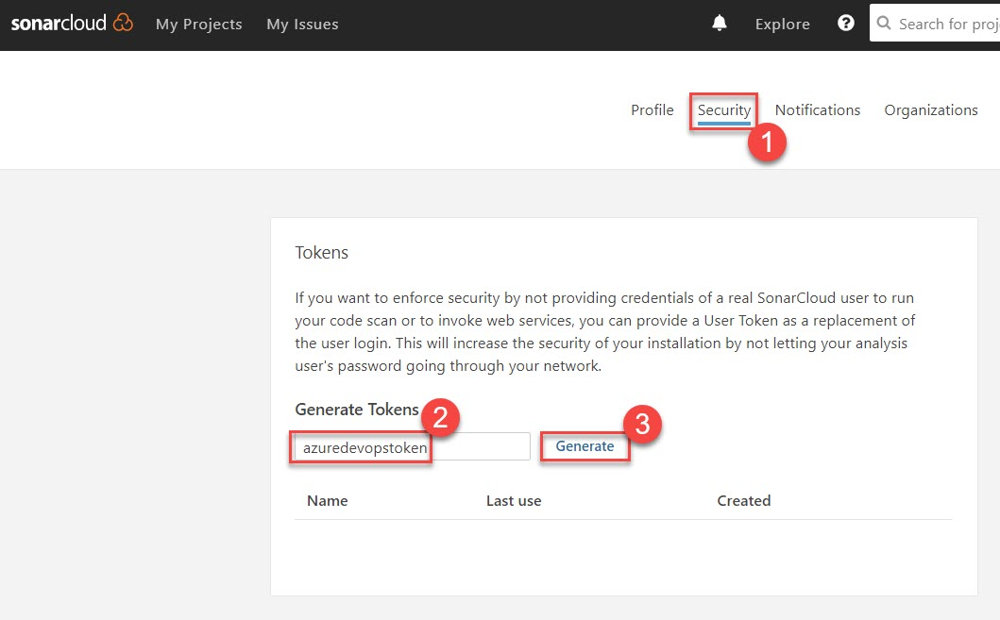 sonarcloud My Projects My Issues Explore ? Search for proj
Profile Security Notifications Organizations
1
Tokens
If you want to enforce security by not providing credentials of a real SonarCloud user to run
your code scan or to invoke web services, you can provide a User Token as a replacement of
the user login. This will increase the security of your installation by not letting your analysis
user's password going through your network.
Generate Tokens 2
azuredevopstoken Generate 3
Name Last use Created